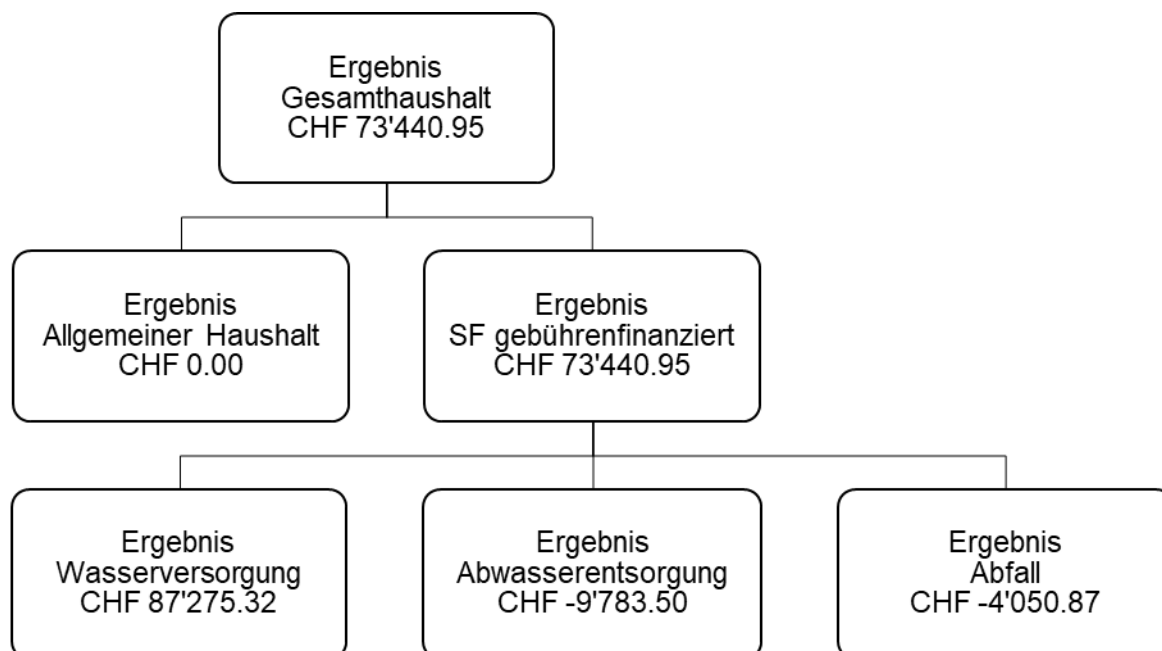 Ergebnis
Gesamthaushalt
CHF 73'440.95
Ergebnis
Allgemeiner Haushalt
CHF 0.00
Ergebnis
SF gebührenfinanziert
CHF 73'440.95
Ergebnis
Wasserversorgung
CHF 87'275.32
Ergebnis
Abwasserentsorgung
CHF -9'783.50
Ergebnis
Abfall
CHF -4'050.87